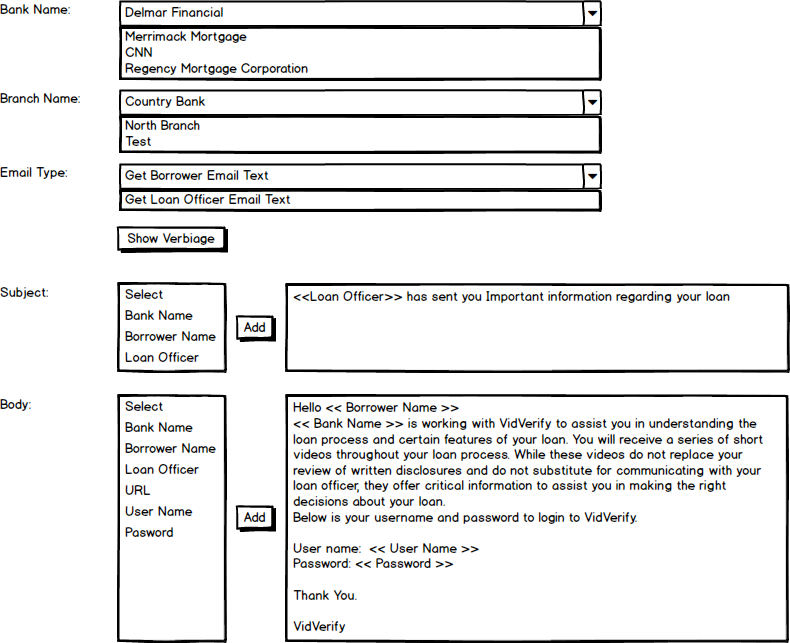 Bank Name:
Delmar Financial
Merrimack Mortgage
CNN
Regency Mortgage Corporation
Branch Name:
Country Bank
North Branch
Test
Email Type:
Get Borrower Email Text
Get Loan Officer Email Text
Show Verbiage
Subject:
Select
Bank Name
Borrower Name
Loan Officer
Add
<<Loan Officer>> has sent you Important information regarding your loan
Body:
Select
Bank Name
Borrower Name
Loan Officer
URL
User Name
Pasword
Add
Hello << Borrower Name >>
<< Bank Name >> is working with VidVerify to assist you in understanding the
loan process and certain features of your loan. You will receive a series of short
videos throughout your loan process. While these videos do not replace your
review of written disclosures and do not substitute for communicating with your
loan officer, they offer critical information to assist you in making the right
decisions about your loan.
Below is your username and password to login to VidVerify.
User name: << User Name >>
Password: << Password >>
Thank You.
VidVerify